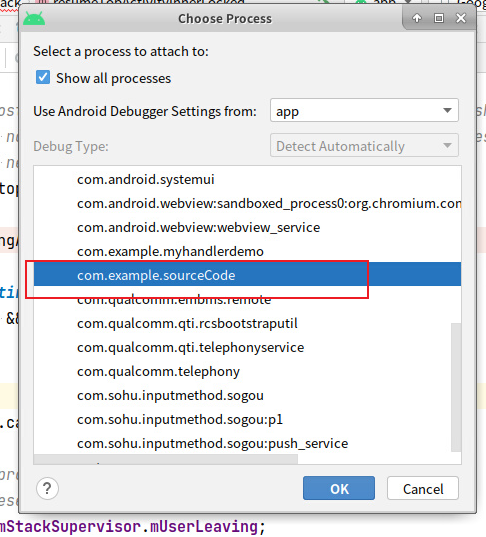 Choose Process
Select a process to attach to:
Show all processes
Use Android Debugger Settings from:
app
Debug Type:
Detect Automatically
com.android.systemui
com.android.webview:sandboxed_process0:org.chromium.con
com.android.webview:webview_service
com.example.myhandlerdemo
com.example.sourceCode
com.qualcomm.embms.remote
com.qualcomm.qti.rcsbootstraputil
com.qualcomm.qti.telephonyservice
com.qualcomm.telephony
com.sohu.inputmethod.sogou
com.sohu.inputmethod.sogou:p1
com.sohu.inputmethod.sogou:push_service
?
OK
Cancel
mStackSupervisor.mUserLeaving;